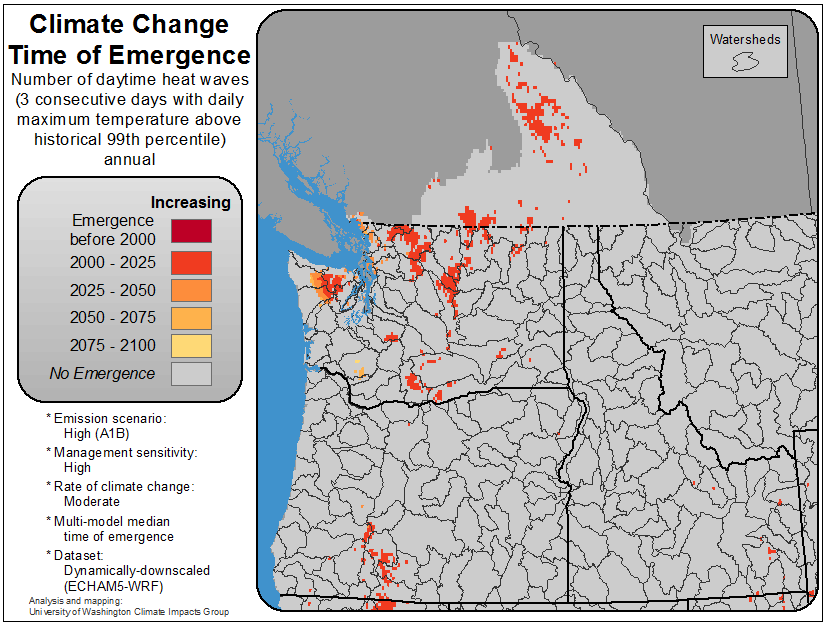 Climate Change
Time of Emergence
Number of daytime heat waves
(3 consecutive days with daily
maximum temperature above
historical 99th percentile)
annual
Increasing
Emergence
before 2000
2000 - 2025
2025 - 2050
2050 - 2075
2075 - 2100
No Emergence
* Emission scenario:
High (A1B)
* Management sensitivity:
High
* Rate of climate change:
Moderate
* Multi-model median
time of emergence
* Dataset:
Dynamically-downscaled
(ECHAM5-WRF)
Analysis and mapping:
University of Washington Climate Impacts Group
Watersheds